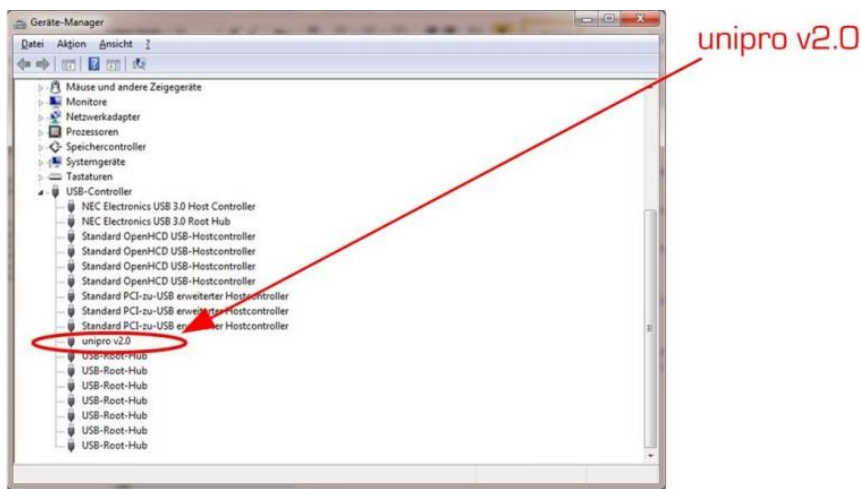 Geräte-Manager
Datei Aktion Ansicht ?
unipro v2.0
Mäuse und andere Zeigegeräte
Monitore
Netzwerkadapter
Prozessoren
Speichercontroller
Systemgeräte
Tastaturen
USB-Controller
NEC Electronics USB 3.0 Host Controller
NEC Electronics USB 3.0 Root Hub
Standard OpenHCD USB-Hostcontroller
Standard OpenHCD USB-Hostcontroller
Standard OpenHCD USB-Hostcontroller
Standard OpenHCD USB-Hostcontroller
Standard PCI-zu-USB erweiterter Hostcontroller
Standard PCI-zu-USB erweiterter Hostcontroller
Standard PCI-zu-USB erweiterter Hostcontroller
unipro v2.0
USB-Root-Hub
USB-Root-Hub
USB-Root-Hub
USB-Root-Hub
USB-Root-Hub
USB-Root-Hub
USB-Root-Hub